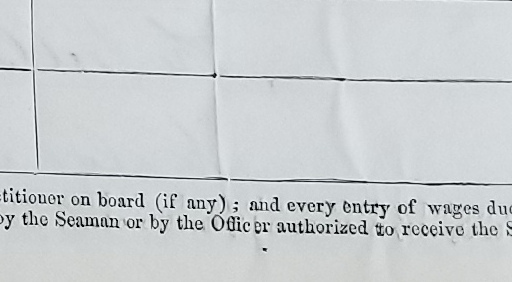 titioner on board (if any) ; and every entry of wages du
by the Seaman or by the Officer authorized to receive the S